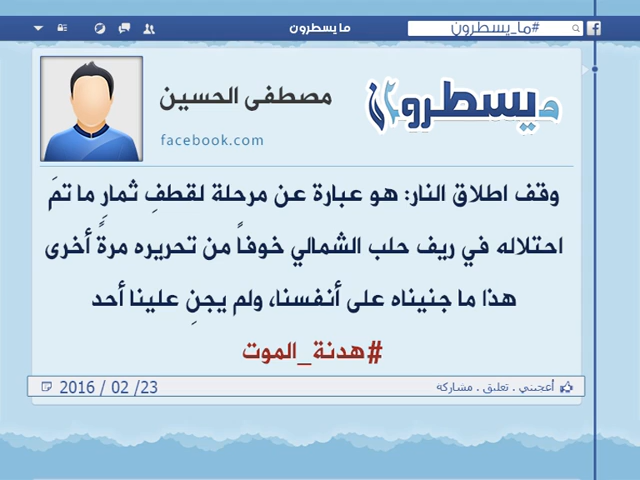 ما يسطرون
#ما_يسطرون
مصطفى الحسين
ما يسطرون
facebook.com
وقف اطلاق النار: هو عبارة عن مرحلة لقطفِ ثمارِ ما تمَ
احتلاله في ريف حلب الشمالي خوفاً من تحريره مرةً أخرى
هذا ما جنيناه على أنفسنا، ولم يجنِ علينا أحد
#هدنة_الموت
أعجبني . تعليق . مشاركه
2016 / 02 /23